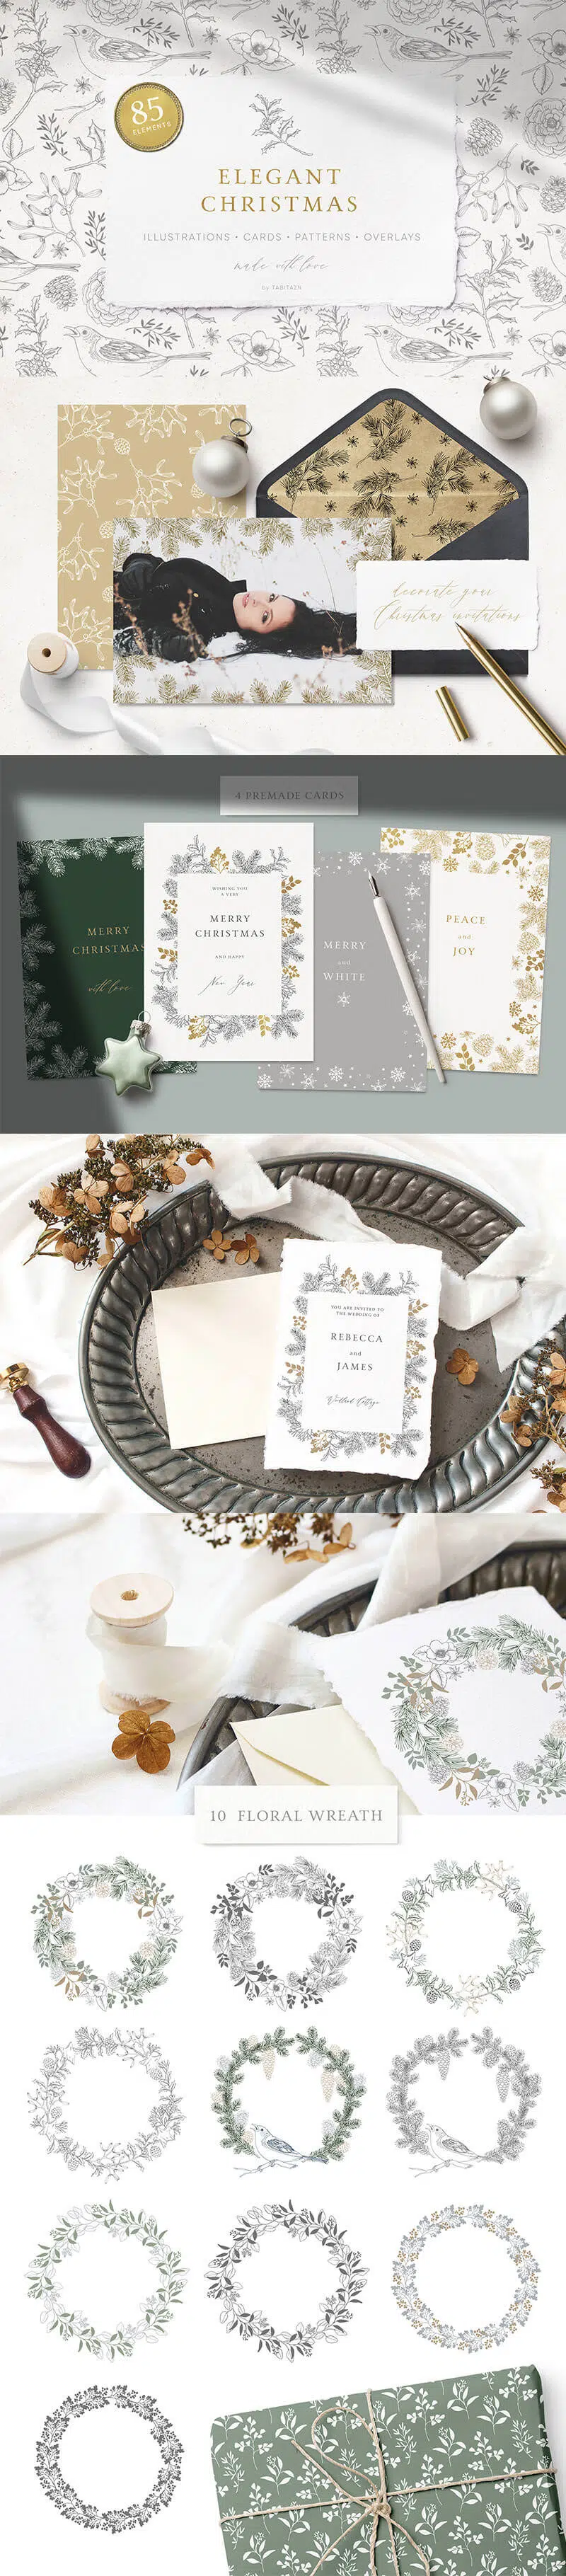 85
ELEMENTS
ELEGANT
CHRISTMAS
ILLUSTRATIONS • CARDS • PATTERNS • OVERLAYS
made with love
by TABITAZN
decorate your
Christmas invitations
4 PREMADE CARDS
MERRY
CHRISTMAS
with love
WISHING YOU
A VERY
MERRY
CHRISTMAS
AND HAPPY
New Year
MERRY
and
WHITE
PEACE
and
JOY
YOU ARE INVITED TO
THE WEDDING OF
REBECCA
and
JAMES
Woodland Cottage
10 FLORAL WREATH